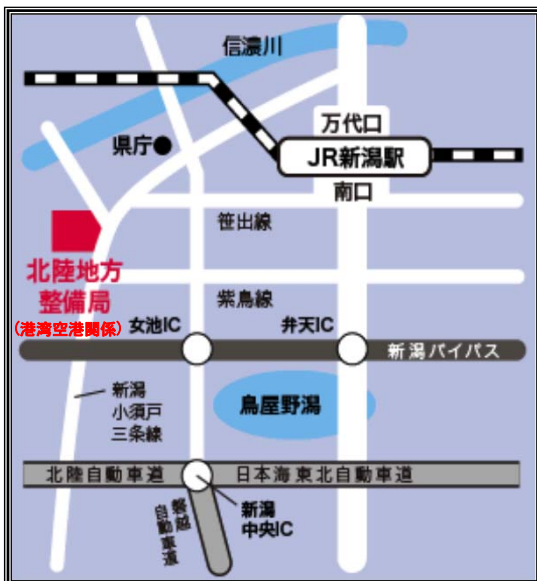 信濃川
万代口
県庁●
JR新潟駅
南口
笹出線
北陸地方
整備局
(港湾空港関係)
紫鳥線
女池IC
弁天IC
新潟バイパス
新潟
小須戸
三条線
鳥屋野潟
北陸自動車道
日本海東北自動車道
磐越
自動車道
新潟
中央IC